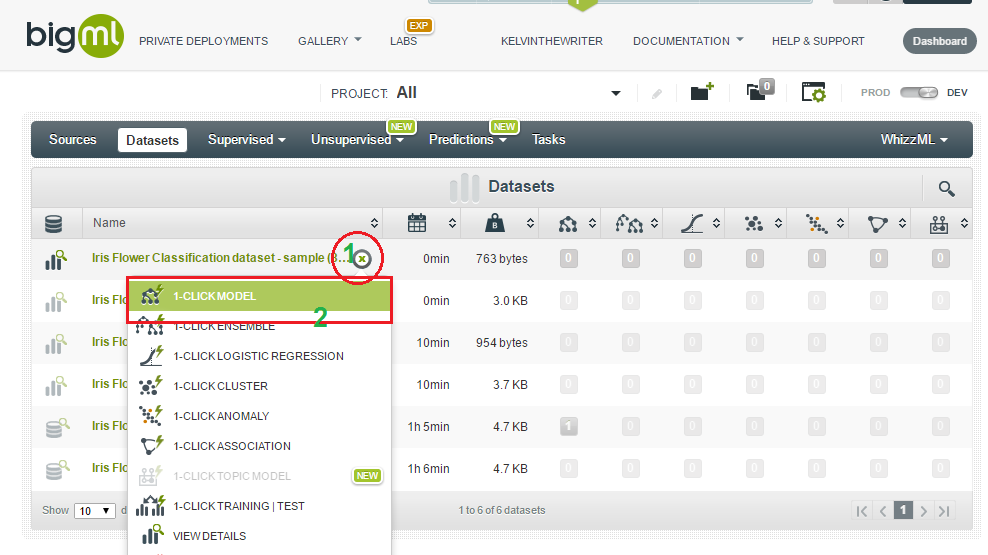 bigml
PRIVATE DEPLOYMENTS GALLERY LABS EXP KELVINTHEWRITER DOCUMENTATION HELP & SUPPORT Dashboard
PROJECT: All 0 PROD DEV
Sources Datasets Supervised Unsupervised NEW Predictions NEW Tasks WhizzML
Datasets
Name B
Iris Flower Classification dataset - sample ( 1 x 0min 763 bytes 0 0 0 0 0 0 0
Iris 0min 3.0 KB 0 0 0 0 0 0 0
Iris Flo 10min 954 bytes 0 0 0 0 0 0 0
Iris Flo 10min 3.7 KB 0 0 0 0 0 0 0
Iris Flo 1h 5min 4.7 KB 1 0 0 0 0 0 0
Iris Flo 1h 6min 4.7 KB 0 0 0 0 0 0 0
1-CLICK MODEL
2
1-CLICK ENSEMBLE
1-CLICK LOGISTIC REGRESSION
1-CLICK CLUSTER
1-CLICK ANOMALY
1-CLICK ASSOCIATION
1-CLICK TOPIC MODEL NEW
1-CLICK TRAINING | TEST
VIEW DETAILS
Show 10 d 1 to 6 of 6 datasets 1